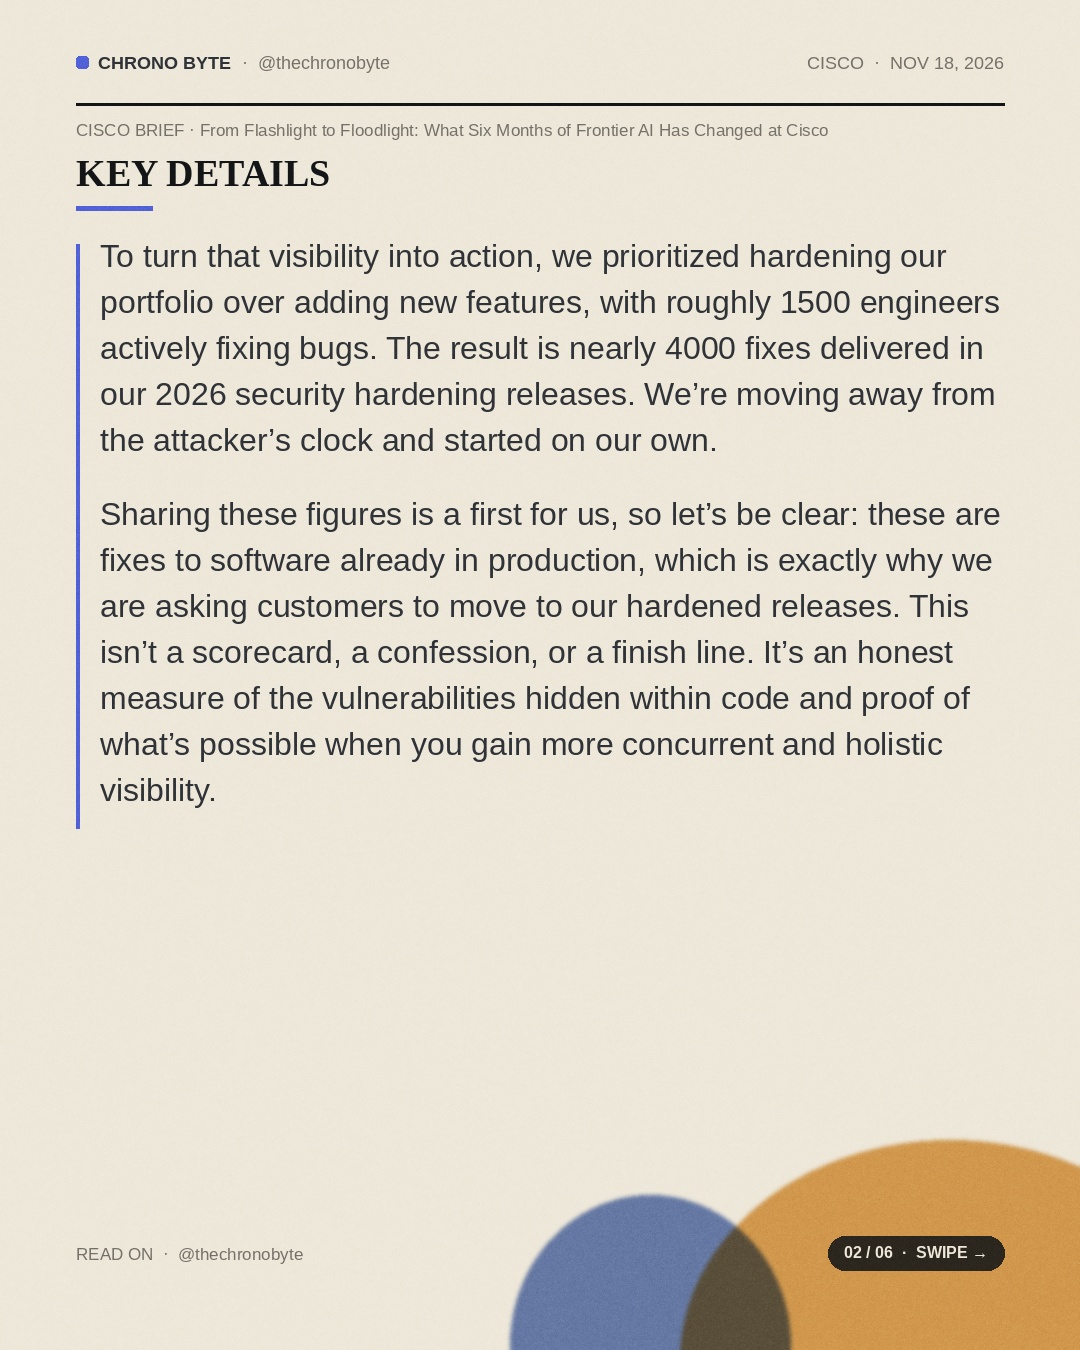 CHRONO BYTE · @thechronobyte
CISCO · NOV 18, 2026
CISCO BRIEF · From Flashlight to Floodlight: What Six Months of Frontier AI Has Changed at Cisco
KEY DETAILS
To turn that visibility into action, we prioritized hardening our
portfolio over adding new features, with roughly 1500 engineers
actively fixing bugs. The result is nearly 4000 fixes delivered in
our 2026 security hardening releases. We’re moving away from
the attacker’s clock and started on our own.
Sharing these figures is a first for us, so let’s be clear: these are
fixes to software already in production, which is exactly why we
are asking customers to move to our hardened releases. This
isn’t a scorecard, a confession, or a finish line. It’s an honest
measure of the vulnerabilities hidden within code and proof of
what’s possible when you gain more concurrent and holistic
visibility.
READ ON · @thechronobyte
02 / 06 · SWIPE →